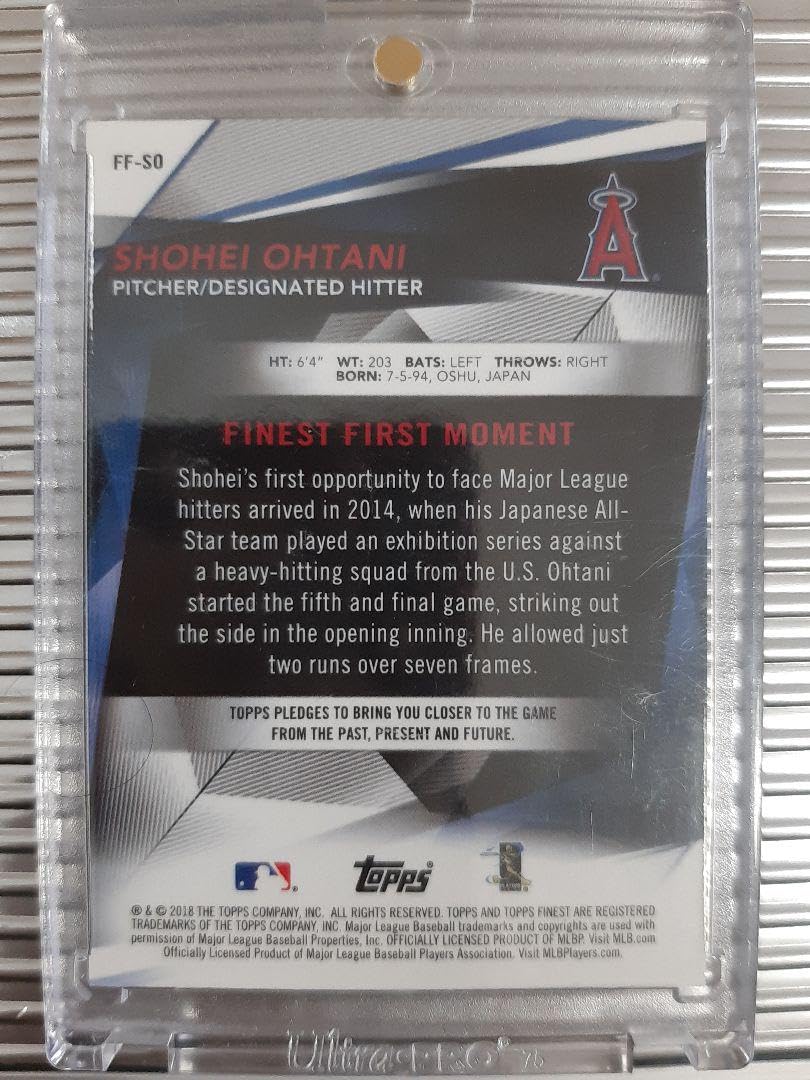 FF-SO
A
SHOHEI OHTANI
PITCHER/DESIGNATED HITTER
HT: 6'4" WT: 203 BATS: LEFT THROWS: RIGHT
BORN: 7-5-94, OSHU, JAPAN
FINEST FIRST MOMENT
Shohei's first opportunity to face Major League
hitters arrived in 2014, when his Japanese All-
Star team played an exhibition series against
a heavy-hitting squad from the U.S. Ohtani
started the fifth and final game, striking out
the side in the opening inning. He allowed just
two runs over seven frames.
TOPPS PLEDGES TO BRING YOU CLOSER TO THE GAME
FROM THE PAST, PRESENT AND FUTURE.
topps®
PLAYERS
® & © 2018 THE TOPPS COMPANY, INC. ALL RIGHTS RESERVED. TOPPS AND TOPPS FINEST ARE REGISTERED
TRADEMARKS OF THE TOPPS COMPANY, INC. Major League Baseball trademarks and copyrights are used with
permission of Major League Baseball Properties, Inc. OFFICIALLY LICENSED PRODUCT OF MLBP. Visit MLB.com
Officially Licensed Product of Major League Baseball Players Association. Visit MLBPlayers.com.
Ultra PRO®